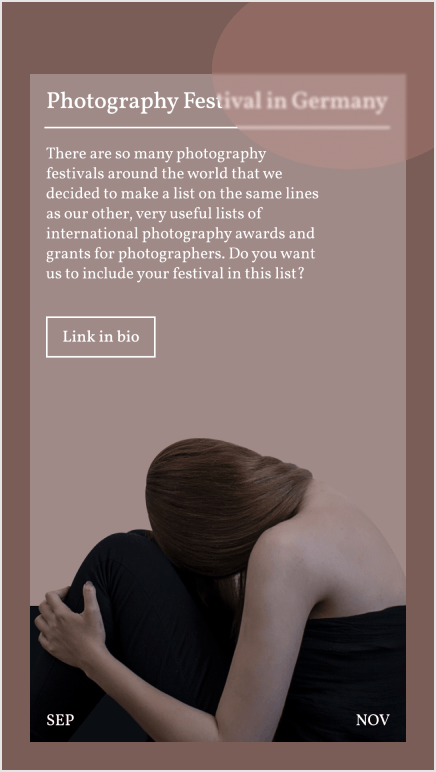 Photography Festival in Germany
There are so many photography
festivals around the world that we
decided to make a list on the same lines
as our other, very useful lists of
international photography awards and
grants for photographers. Do you want
us to include your festival in this list?
Link in bio
SEP
NOV